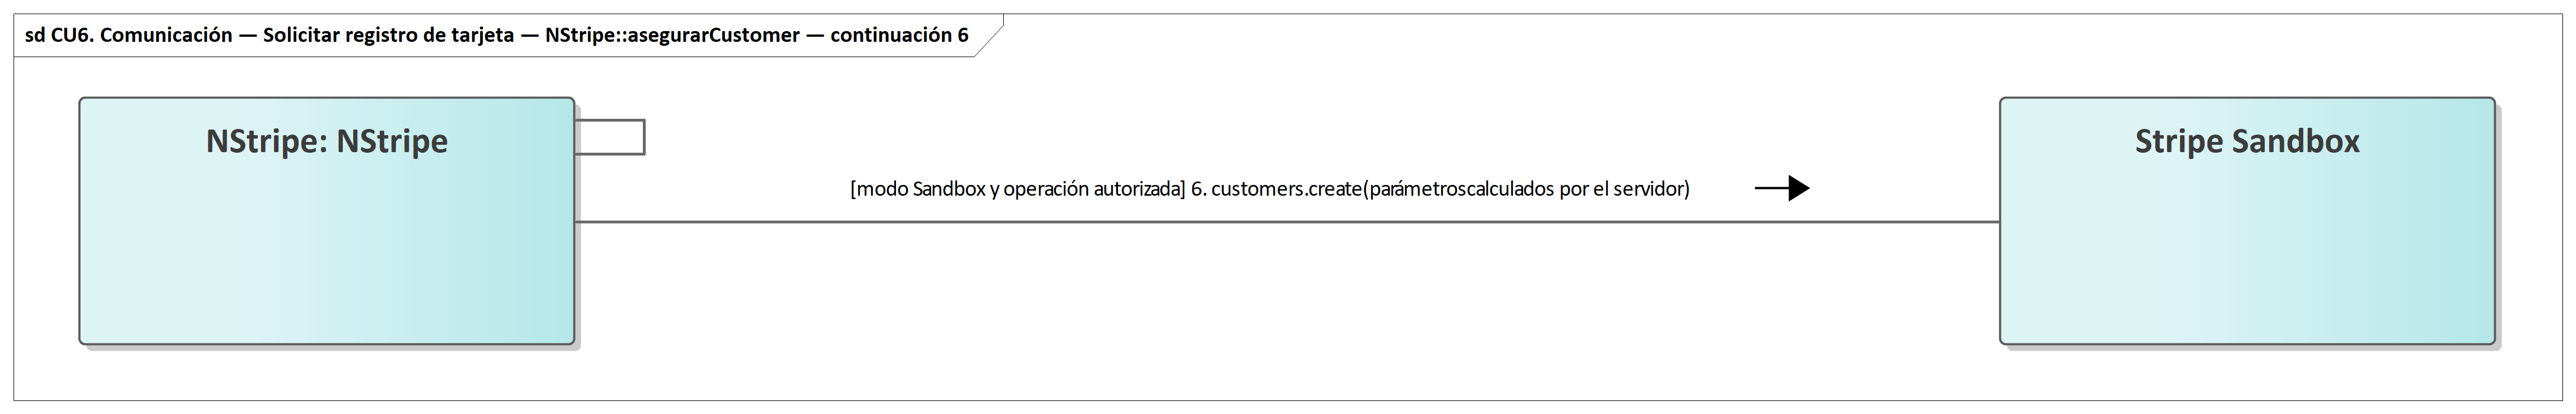 sd CU6. Comunicación — Solicitar registro de tarjeta — NStripe::asegurarCustomer — continuación 6
NStripe: NStripe
Stripe Sandbox
[modo Sandbox y operación autorizada] 6. customers.create(parámetroscalculados por el servidor)